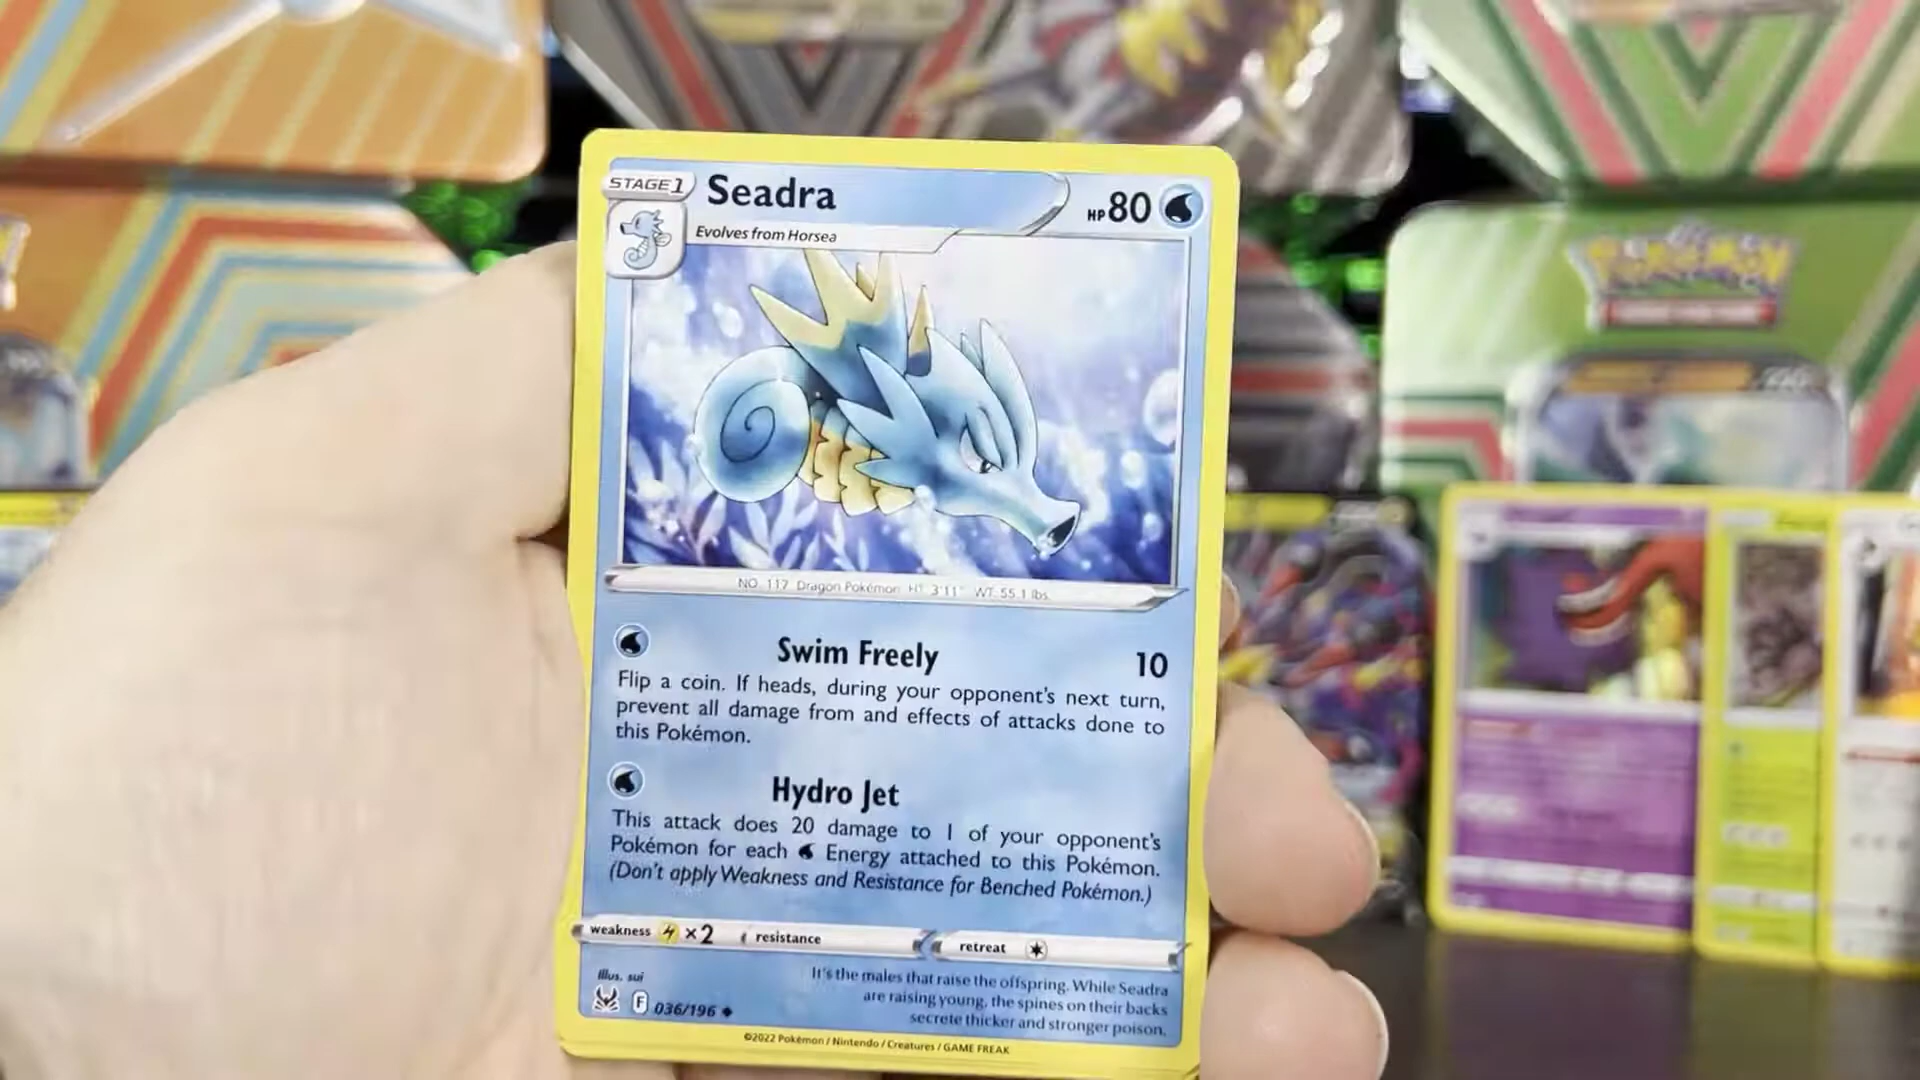 STAGE 1
Seadra
HP 80
Evolves from Horsea
NO. 117 Dragon Pokémon HT: 3'11" WT: 55.1 lbs.
Swim Freely 10
Flip a coin. If heads, during your opponent's next turn,
prevent all damage from and effects of attacks done to
this Pokémon.
Hydro Jet
This attack does 20 damage to 1 of your opponent's
Pokémon for each Energy attached to this Pokémon.
(Don't apply Weakness and Resistance for Benched Pokémon.)
weakness ×2 resistance retreat
Illus. sui
F 036/196
It's the males that raise the offspring. While Seadra
are raising young, the spines on their backs
secrete thicker and stronger poison.
©2022 Pokémon / Nintendo / Creatures / GAME FREAK
POKÉMON